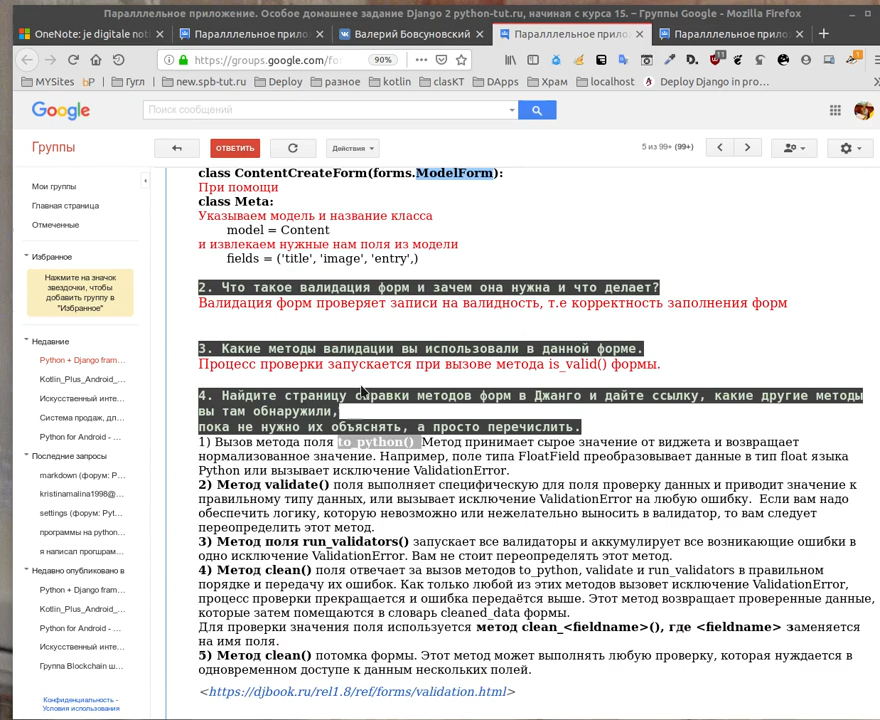 Параллельное приложение. Особое домашнее задание Django 2 python-tut.ru, начиная с курса 15. – Группы Google - Mozilla Firefox
OneNote: je digitale not
Параллельное прило
Валерий Бовсуновский
Параллельное прило
Параллельное прило
https://groups.google.com/fo
90%
Поиск
MYSites
bP
Гугл
new.spb-tut.ru
Deploy
разное
kotlin
clasKT
DApps
Храм
localhost
Deploy Django in pro...
Google
Поиск сообщений
Группы
ОТВЕТИТЬ
Действия
5 из 99+ (99+)
Мои группы
Главная страница
Отмеченные
Избранное
Нажмите на значок
звездочки, чтобы
добавить группу в
"Избранное"
Недавние
Python + Django fram...
Kotlin_Plus_Android_...
Искусственный инте...
Система продаж, дл...
Python for Android - ...
Последние запросы
markdown (форум: P...
kristinamalina1998@...
settings (форум: Pyt...
программы на python...
я написал прогшрам...
Недавно опубликовано в
Python + Django fram...
Kotlin_Plus_Android_...
Python for Android - ...
Искусственный инте...
Группа Blockchain ш...
Конфиденциальность -
Условия использования
class ContentCreateForm(forms.ModelForm):
При помощи
class Meta:
Указываем модель и название класса
model = Content
и извлекаем нужные нам поля из модели
fields = ('title', 'image', 'entry',)
2. Что такое валидация форм и зачем она нужна и что делает?
Валидация форм проверяет записи на валидность, т.е корректность заполнения форм
3. Какие методы валидации вы использовали в данной форме.
Процесс проверки запускается при вызове метода is_valid() формы.
4. Найдите страницу справки методов форм в Джанго и дайте ссылку, какие другие методы
вы там обнаружили,
пока не нужно их объяснять, а просто перечислить.
1) Вызов метода поля to_python() Метод принимает сырое значение от виджета и возвращает
нормализованное значение. Например, поле типа FloatField преобразовывает данные в тип float языка
Python или вызывает исключение ValidationError.
2) Метод validate() поля выполняет специфическую для поля проверку данных и приводит значение к
правильному типу данных, или вызывает исключение ValidationError на любую ошибку. Если вам надо
обеспечить логику, которую невозможно или нежелательно выносить в валидатор, то вам следует
переопределить этот метод.
3) Метод поля run_validators() запускает все валидаторы и аккумулирует все возникающие ошибки в
одно исключение ValidationError. Вам не стоит переопределять этот метод.
4) Метод clean() поля отвечает за вызов методов to_python, validate и run_validators в правильном
порядке и передачу их ошибок. Как только любой из этих методов вызовет исключение ValidationError,
процесс проверки прекращается и ошибка передаётся выше. Этот метод возвращает проверенные данные,
которые затем помещаются в словарь cleaned_data формы.
Для проверки значения поля используется метод clean_<fieldname>(), где <fieldname> заменяется
на имя поля.
5) Метод clean() потомка формы. Этот метод может выполнять любую проверку, которая нуждается в
одновременном доступе к данным нескольких полей.
<https://djbook.ru/rel1.8/ref/forms/validation.html>